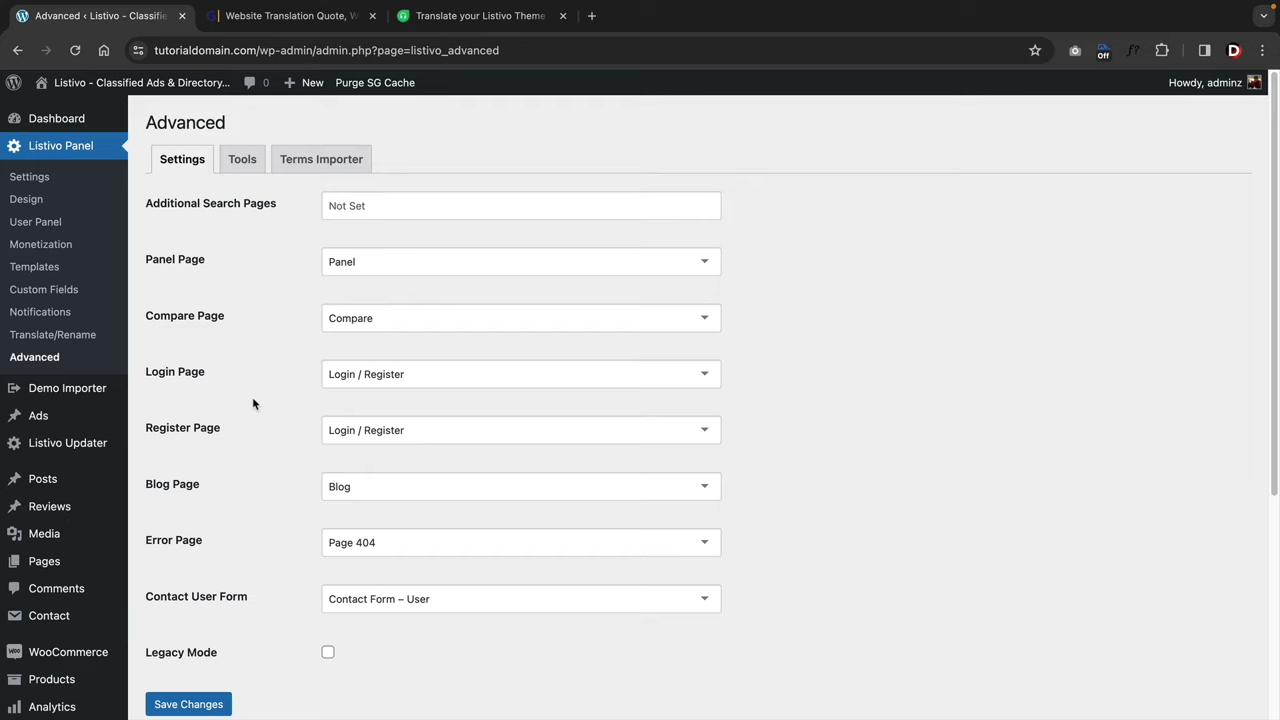 Advanced ‹ Listivo – Classifie
Website Translation Quote, W
Translate your Listivo Theme
tutorialdomain.com/wp-admin/admin.php?page=listivo_advanced
Off
f?
D
Listivo - Classified Ads & Directory...
0
New
Purge SG Cache
Howdy, adminz
Dashboard
Listivo Panel
Settings
Design
User Panel
Monetization
Templates
Custom Fields
Notifications
Translate/Rename
Advanced
Demo Importer
Ads
Listivo Updater
Posts
Reviews
Media
Pages
Comments
Contact
WooCommerce
Products
Analytics
Advanced
Settings
Tools
Terms Importer
Additional Search Pages
Not Set
Panel Page
Panel
Compare Page
Compare
Login Page
Login / Register
Register Page
Login / Register
Blog Page
Blog
Error Page
Page 404
Contact User Form
Contact Form – User
Legacy Mode
Save Changes